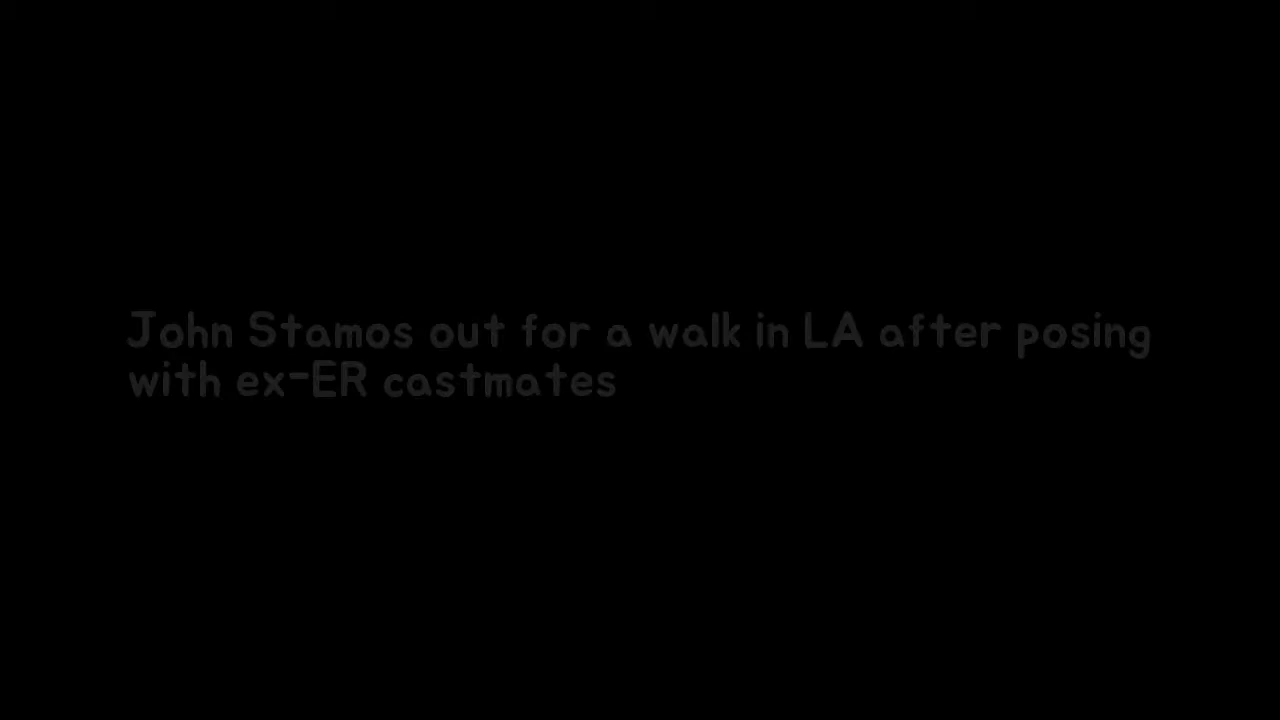 John Stamos out for a walk in LA after posing
with ex-ER castmates